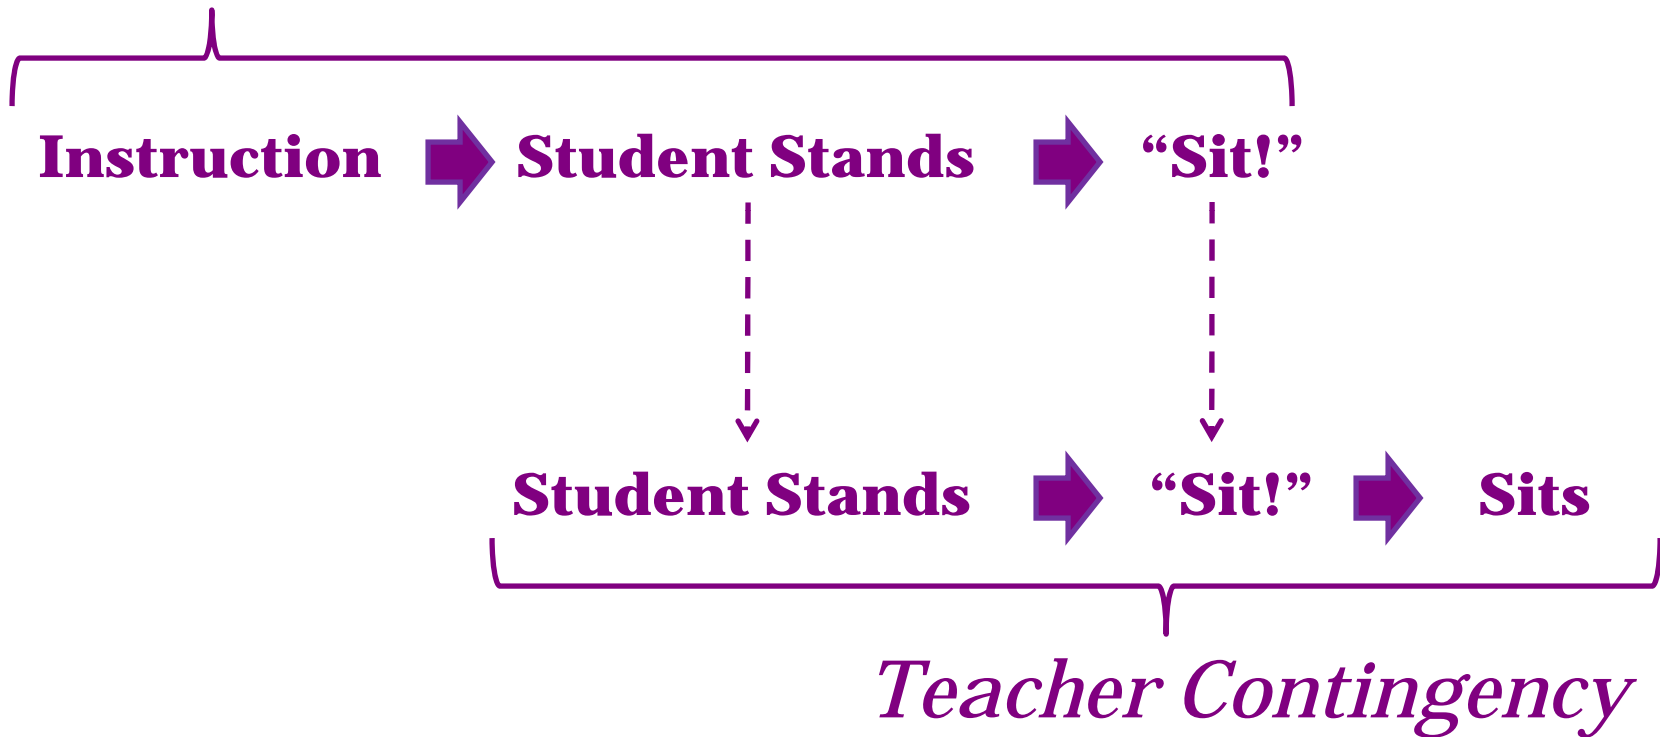 Instruction Student Stands “Sit!”
Student Stands “Sit!” Sits
Teacher Contingency